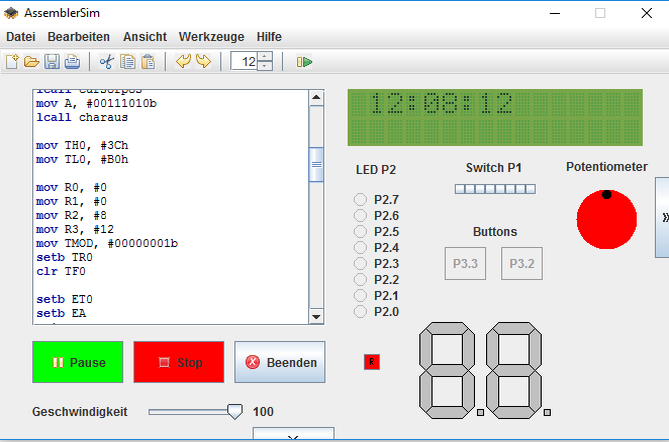 AssemblerSim
Datei Bearbeiten Ansicht Werkzeuge Hilfe
12
lcall cursorpos
mov A, #00111010b
lcall charaus
mov TH0, #3Ch
mov TL0, #B0h
mov R0, #0
mov R1, #0
mov R2, #8
mov R3, #12
mov TMOD, #00000001b
setb TR0
clr TF0
setb ET0
setb EA
12:08:12
LED P2
P2.7
P2.6
P2.5
P2.4
P2.3
P2.2
P2.1
P2.0
Switch P1
Potentiometer
»
Buttons
P3.3 P3.2
Pause Stop Beenden
R
Geschwindigkeit 100